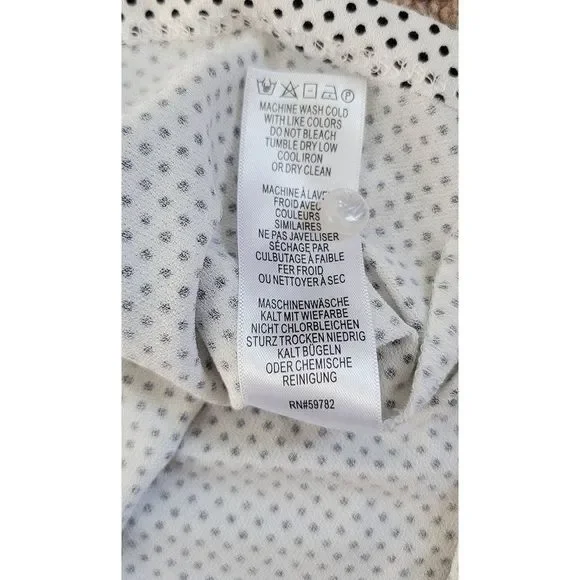 MACHINE WASH COLD
WITH LIKE COLORS
DO NOT BLEACH
TUMBLE DRY LOW
COOL IRON
OR DRY CLEAN
MACHINE À
FROID AVEC
COULEURS
SIMILAIRES
NE PAS JAVELLISER
SÉCHAGE PAR
CULBUTAGE À FAIBLE
FER FROID
OU NETTOYER À SEC
MASCHINENWÄSCHE
KALT MIT WIEFARBE
NICHT CHLORBLEICHEN
STURZ TROCKEN NIEDRIG
KALT BÜGELN
ODER CHEMISCHE
REINIGUNG
RN#59782